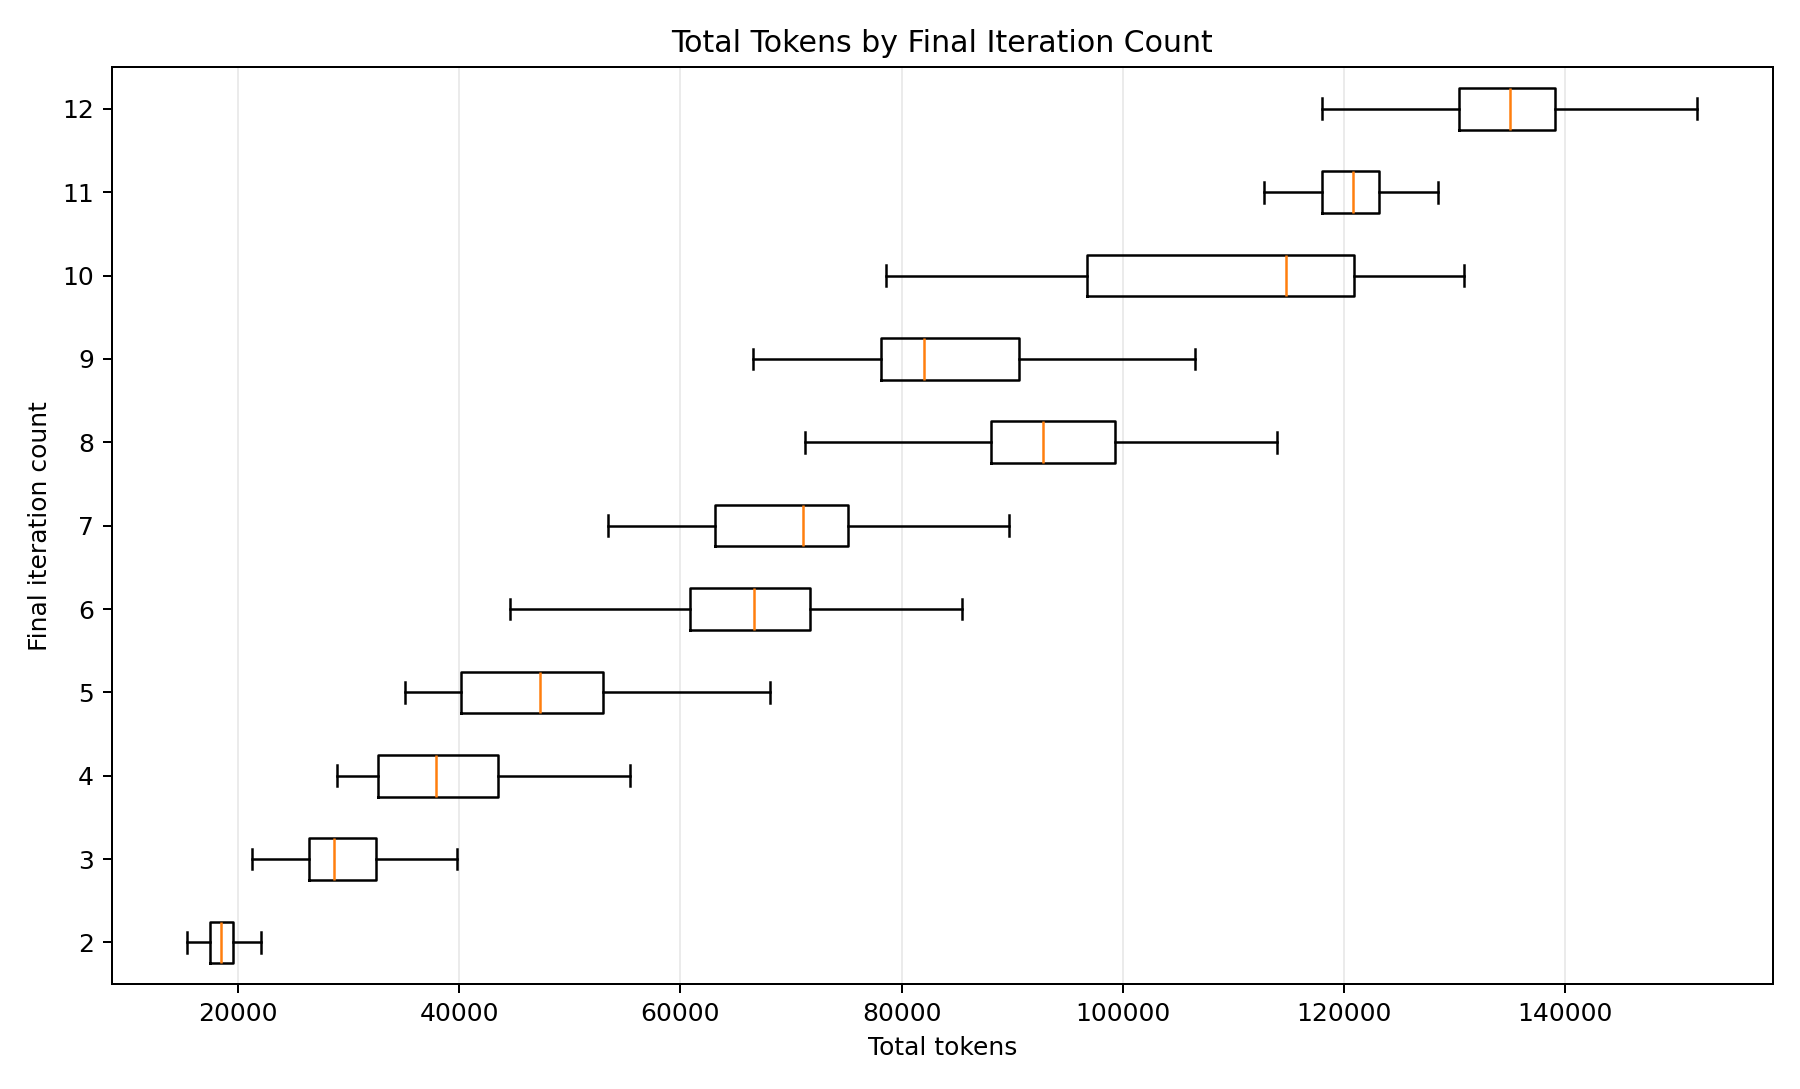 Total Tokens by Final Iteration Count
Final iteration count
12
11
10
9
8
7
6
5
4
3
2
20000 40000 60000 80000 100000 120000 140000
Total tokens